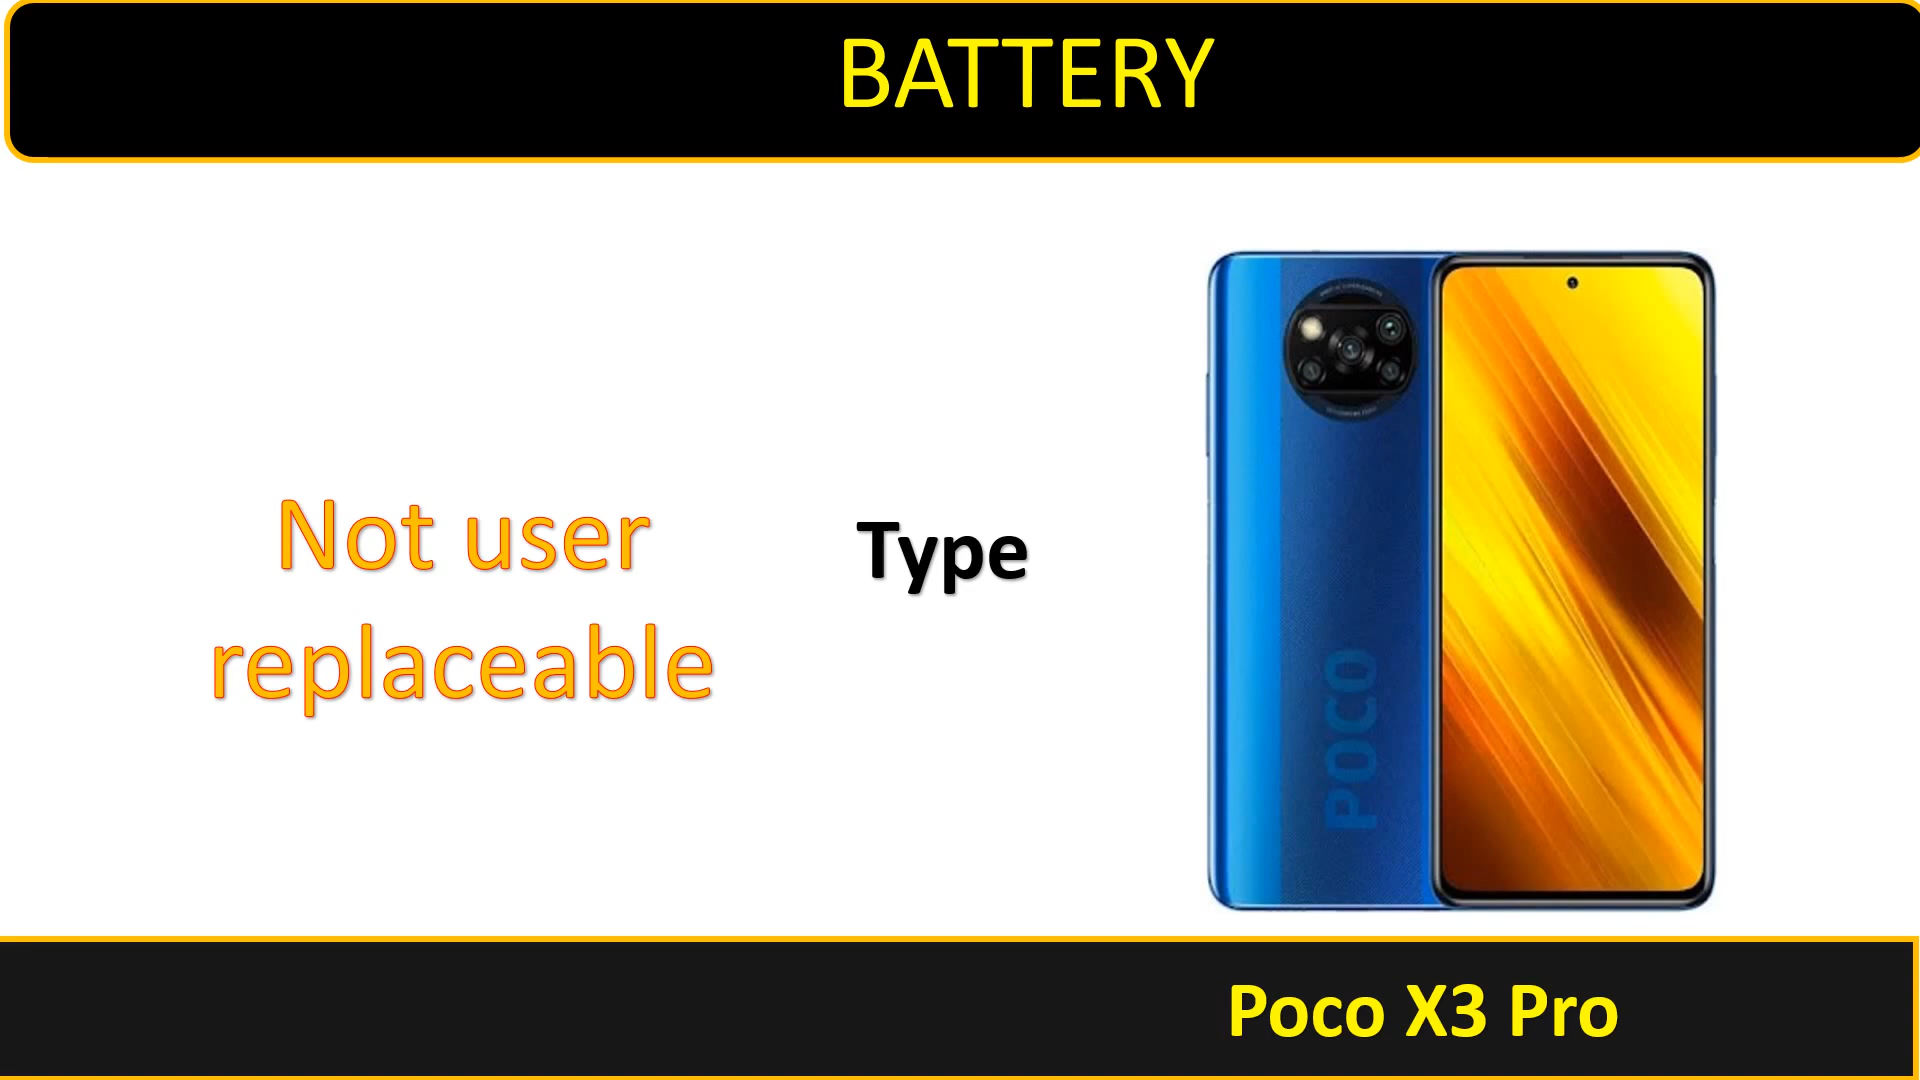 BATTERY
Not user
replaceable
Type
POCO
Poco X3 Pro